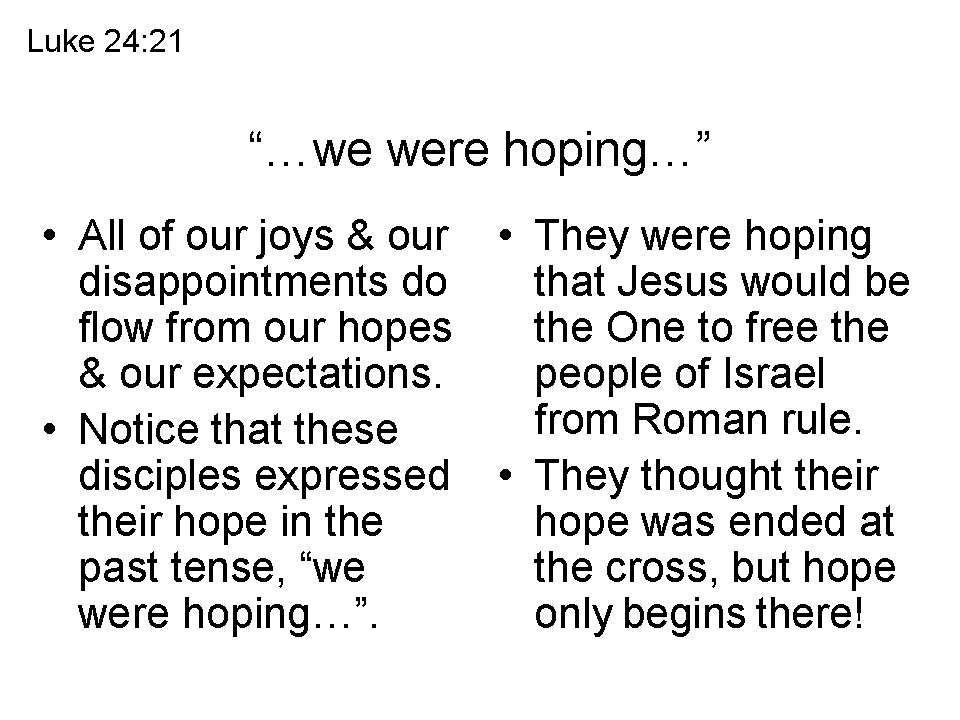 Luke 24:21
“…we were hoping…”
• All of our joys & our
disappointments do
flow from our hopes
& our expectations.
• Notice that these
disciples expressed
their hope in the
past tense, “we
were hoping…”.
• They were hoping
that Jesus would be
the One to free the
people of Israel
from Roman rule.
• They thought their
hope was ended at
the cross, but hope
only begins there!